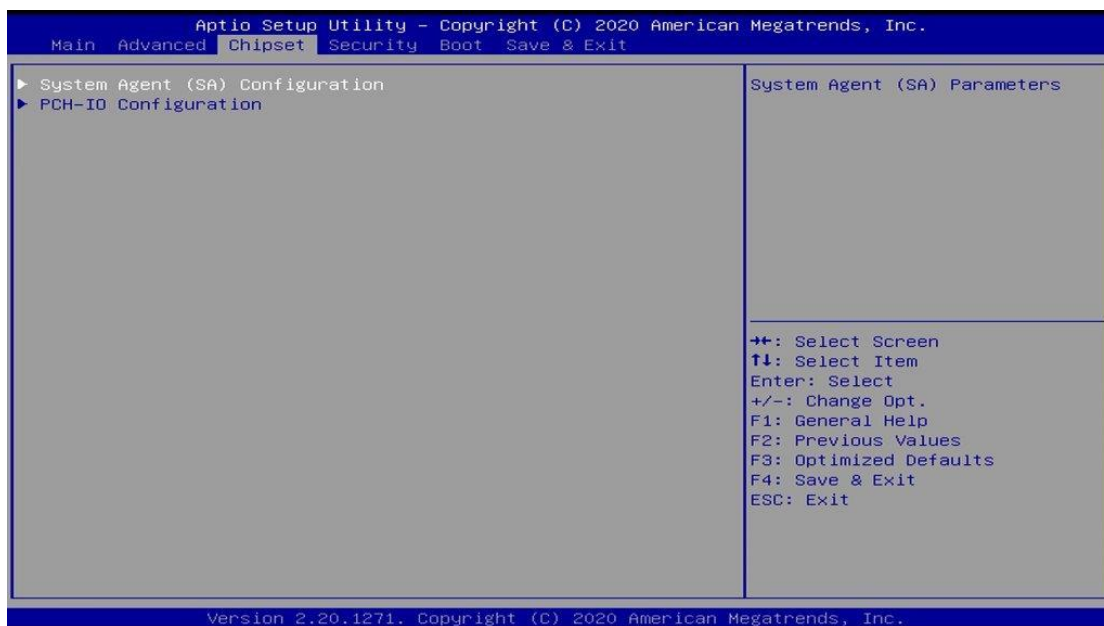 Aptio Setup Utility – Copyright (C) 2020 American Megatrends, Inc.
Main Advanced Chipset Security Boot Save & Exit
▶ System Agent (SA) Configuration
▶ PCH-IO Configuration
System Agent (SA) Parameters
→←: Select Screen
↑↓: Select Item
Enter: Select
+/-: Change Opt.
F1: General Help
F2: Previous Values
F3: Optimized Defaults
F4: Save & Exit
ESC: Exit
Version 2.20.1271. Copyright (C) 2020 American Megatrends, Inc.